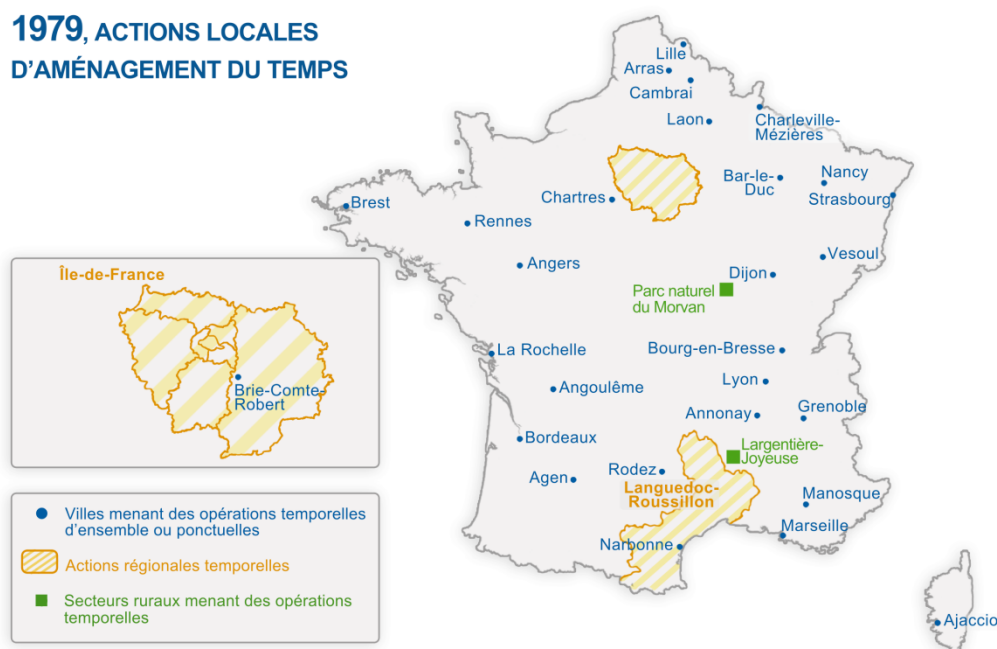 1979, ACTIONS LOCALES
D'AMÉNAGEMENT DU TEMPS
Lille
Arras
Cambrai
Laon
Charleville-
Mézières
Bar-le-
Duc
Nancy
Strasbourg
Chartres
Brest
Rennes
Angers
Vesoul
Dijon
Parc naturel
du Morvan
Île-de-France
Brie-Comte-
Robert
La Rochelle
Bourg-en-Bresse
Angoulême
Lyon
Annonay
Grenoble
Bordeaux
Largentière-
Joyeuse
Agen
Rodez
Languedoc-
Roussillon
Manosque
Marseille
Narbonne
Ajaccio
Villes menant des opérations temporelles
d'ensemble ou ponctuelles
Actions régionales temporelles
Secteurs ruraux menant des opérations
temporelles